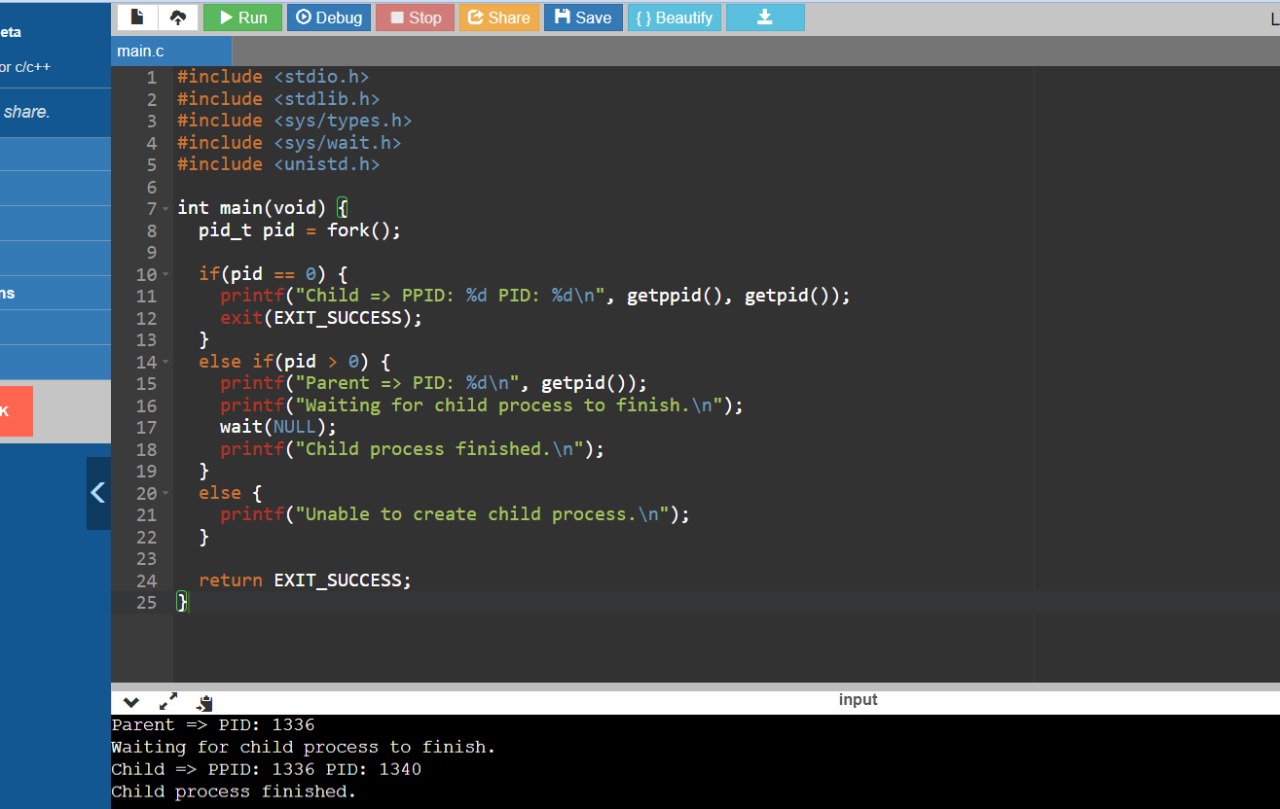 eta
or c/c++
share.
ns
K
Run Debug Stop Share Save { } Beautify
L
main.c
1 #include <stdio.h>
2 #include <stdlib.h>
3 #include <sys/types.h>
4 #include <sys/wait.h>
5 #include <unistd.h>
6
7 int main(void) {
8   pid_t pid = fork();
9
10   if(pid == 0) {
11     printf("Child => PPID: %d PID: %d\n", getppid(), getpid());
12     exit(EXIT_SUCCESS);
13   }
14   else if(pid > 0) {
15     printf("Parent => PID: %d\n", getpid());
16     printf("Waiting for child process to finish.\n");
17     wait(NULL);
18     printf("Child process finished.\n");
19   }
20   else {
21     printf("Unable to create child process.\n");
22   }
23
24   return EXIT_SUCCESS;
25 }
input
Parent => PID: 1336
Waiting for child process to finish.
Child => PPID: 1336 PID: 1340
Child process finished.